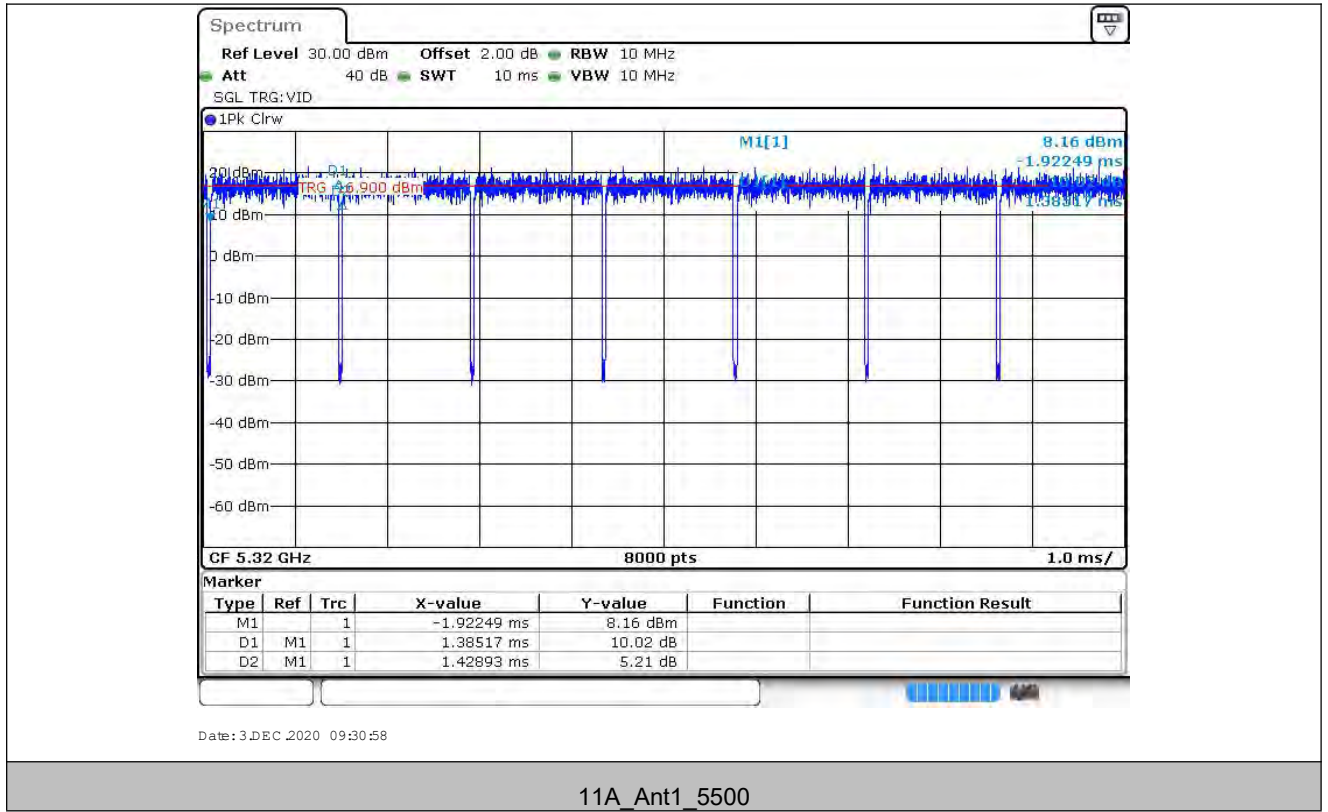 Spectrum
Ref Level 30.00 dBm Offset 2.00 dB RBW 10 MHz
Att 40 dB SWT 10 ms VBW 10 MHz
SGL TRG:VID
1Pk Clrw
M1[1] 8.16 dBm
-1.92249 ms
20 dBm
D1
TRG 16.900 dBm
1.38517 ms
10 dBm
0 dBm
-10 dBm
-20 dBm
-30 dBm
-40 dBm
-50 dBm
-60 dBm
CF 5.32 GHz 8000 pts 1.0 ms/
Marker
Type Ref Trc X-value Y-value Function Function Result
M1 1 -1.92249 ms 8.16 dBm
D1 M1 1 1.38517 ms 10.02 dB
D2 M1 1 1.42893 ms 5.21 dB
Date: 3.DEC.2020 09:30:58
11A_Ant1_5500